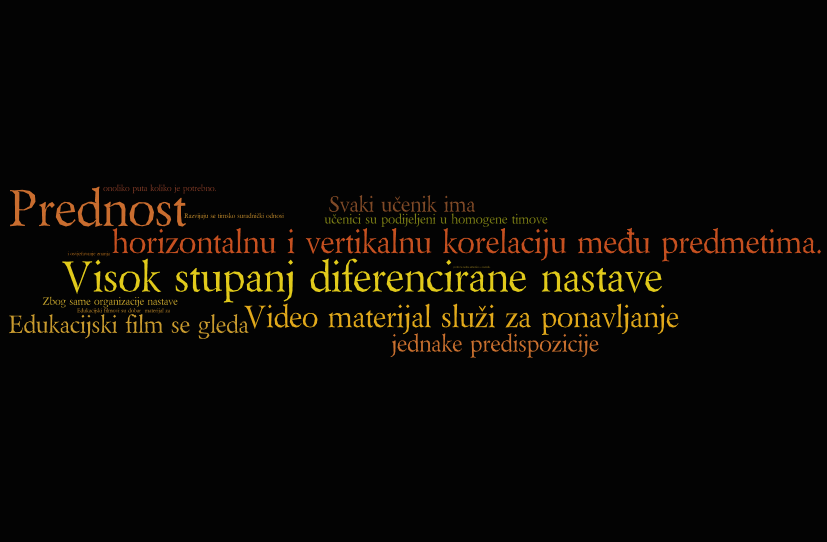 onoliko puta koliko je potrebno.
Prednost
Svaki učenik ima
Razvijaju se timsko suradnički odnosi
učenici su podijeljeni u homogene timove
horizontalnu i vertikalnu korelaciju među predmetima.
Visok stupanj diferencirane nastave
Zbog same organizacije nastave
Edukacijski filmovi su dobar materijal za
Edukacijski film se gleda
Video materijal služi za ponavljanje
jednake predispozicije